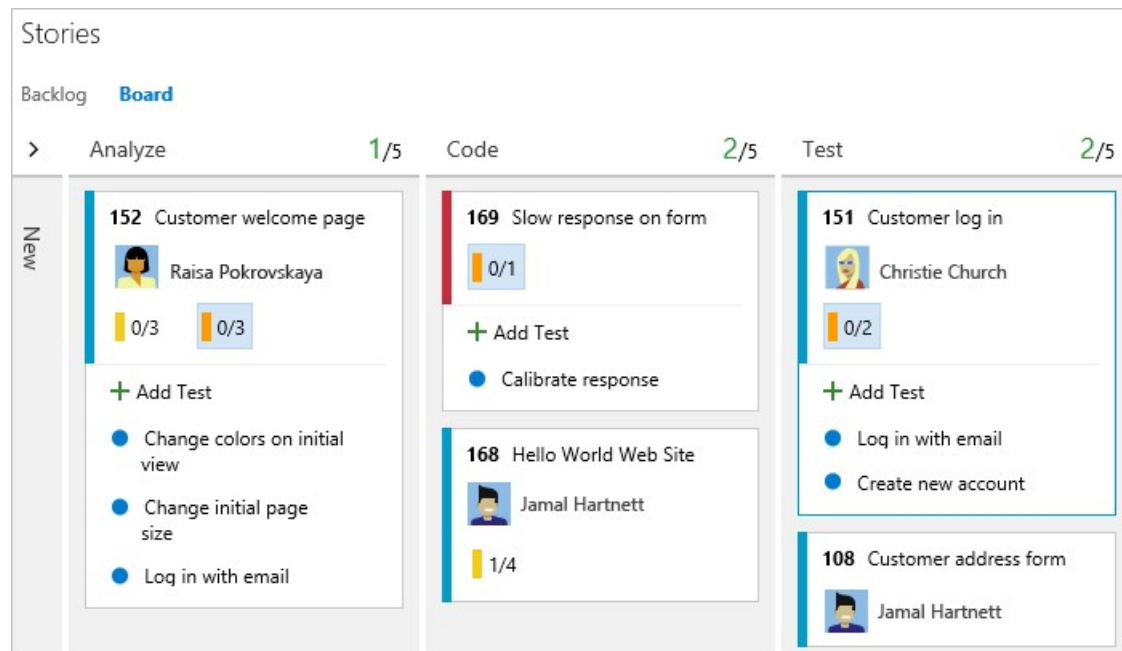 Stories
Backlog Board
Analyze 1/5
Code 2/5
Test 2/5
New
152 Customer welcome page
Raisa Pokrovskaya
0/3 0/3
Add Test
Change colors on initial
view
Change initial page
size
Log in with email
169 Slow response on form
0/1
Add Test
Calibrate response
168 Hello World Web Site
Jamal Hartnett
1/4
151 Customer log in
Christie Church
0/2
Add Test
Log in with email
Create new account
108 Customer address form
Jamal Hartnett